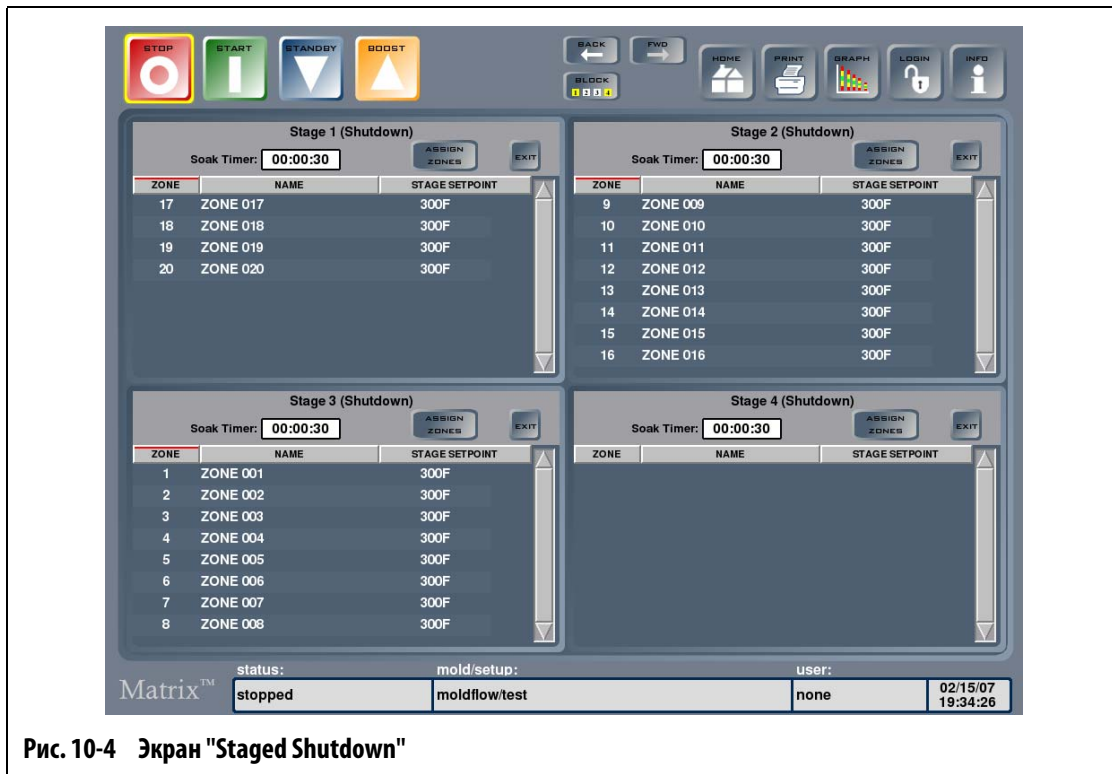 STOP
START
STANDBY
BOOST
BACK
FWD
BLOCK
1 2 3 4
HOME
PRINT
GRAPH
LOGIN
INFO
Stage 1 (Shutdown)
Soak Timer: 00:00:30
ASSIGN
ZONES
EXIT
ZONE NAME STAGE SETPOINT
17 ZONE 017 300F
18 ZONE 018 300F
19 ZONE 019 300F
20 ZONE 020 300F
Stage 2 (Shutdown)
Soak Timer: 00:00:30
ASSIGN
ZONES
EXIT
ZONE NAME STAGE SETPOINT
9 ZONE 009 300F
10 ZONE 010 300F
11 ZONE 011 300F
12 ZONE 012 300F
13 ZONE 013 300F
14 ZONE 014 300F
15 ZONE 015 300F
16 ZONE 016 300F
Stage 3 (Shutdown)
Soak Timer: 00:00:30
ASSIGN
ZONES
EXIT
ZONE NAME STAGE SETPOINT
1 ZONE 001 300F
2 ZONE 002 300F
3 ZONE 003 300F
4 ZONE 004 300F
5 ZONE 005 300F
6 ZONE 006 300F
7 ZONE 007 300F
8 ZONE 008 300F
Stage 4 (Shutdown)
Soak Timer: 00:00:30
ASSIGN
ZONES
EXIT
ZONE NAME STAGE SETPOINT
Matrix™
status:
stopped
mold/setup:
moldflow/test
user:
none
02/15/07
19:34:26
Рис. 10-4 Экран "Staged Shutdown"